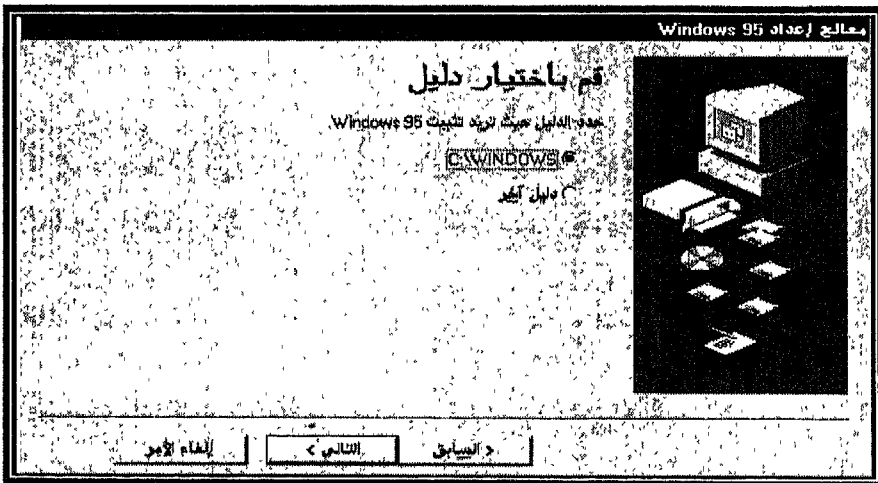 معالج إعداد Windows 95
قم باختيار دليل
حدد الدليل حيث تريد تثبيت Windows 95.
C:\WINDOWS
دليل آخر
< السابق
التالي >
إلغاء الأمر